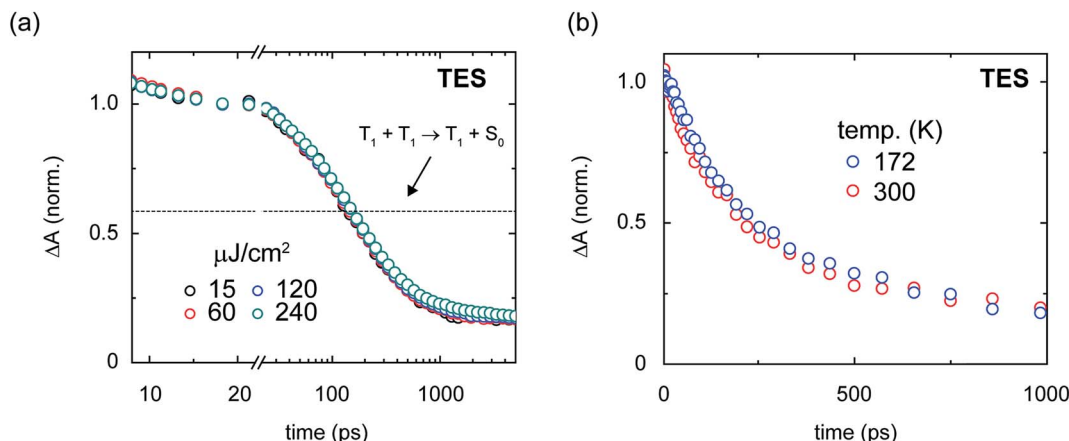 (a)
TES
T₁ + T₁ → T₁ + S₀
μJ/cm²
15 120
60 240
1.0
0.5
0
ΔA (norm.)
10 20 100 1000
time (ps)
(b)
TES
temp. (K)
172
300
1.0
0.5
0
ΔA (norm.)
0 500 1000
time (ps)